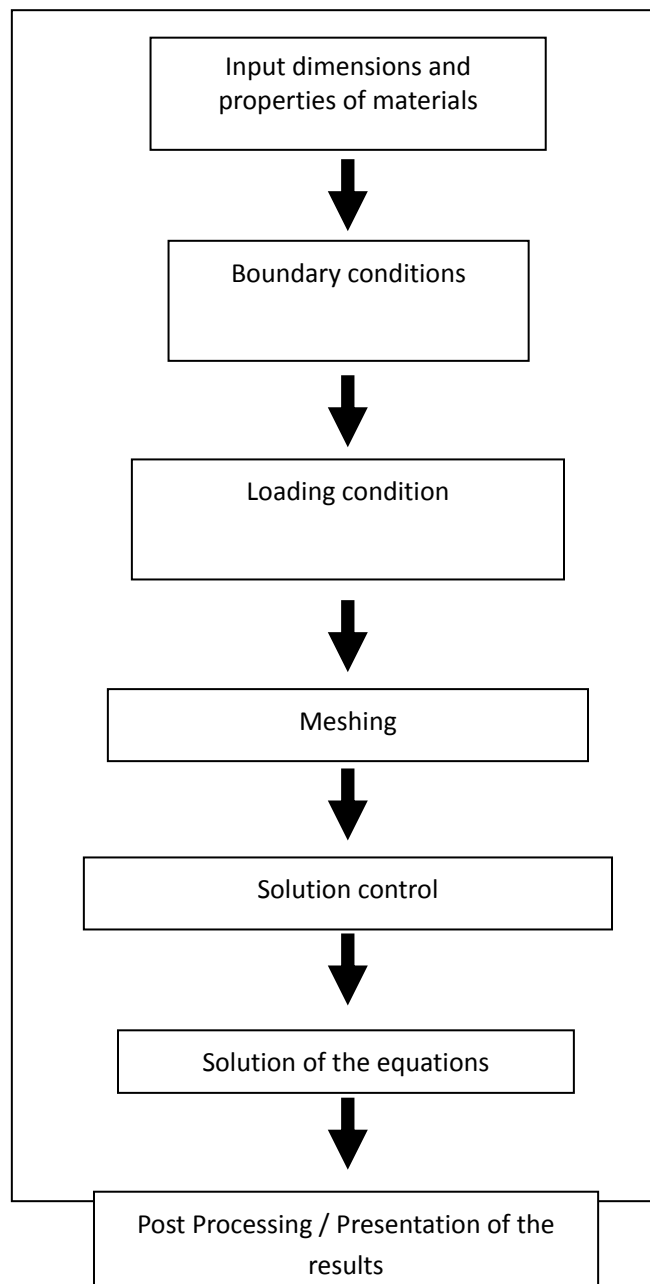 Input dimensions and
properties of materials
Boundary conditions
Loading condition
Meshing
Solution control
Solution of the equations
Post Processing / Presentation of the
results